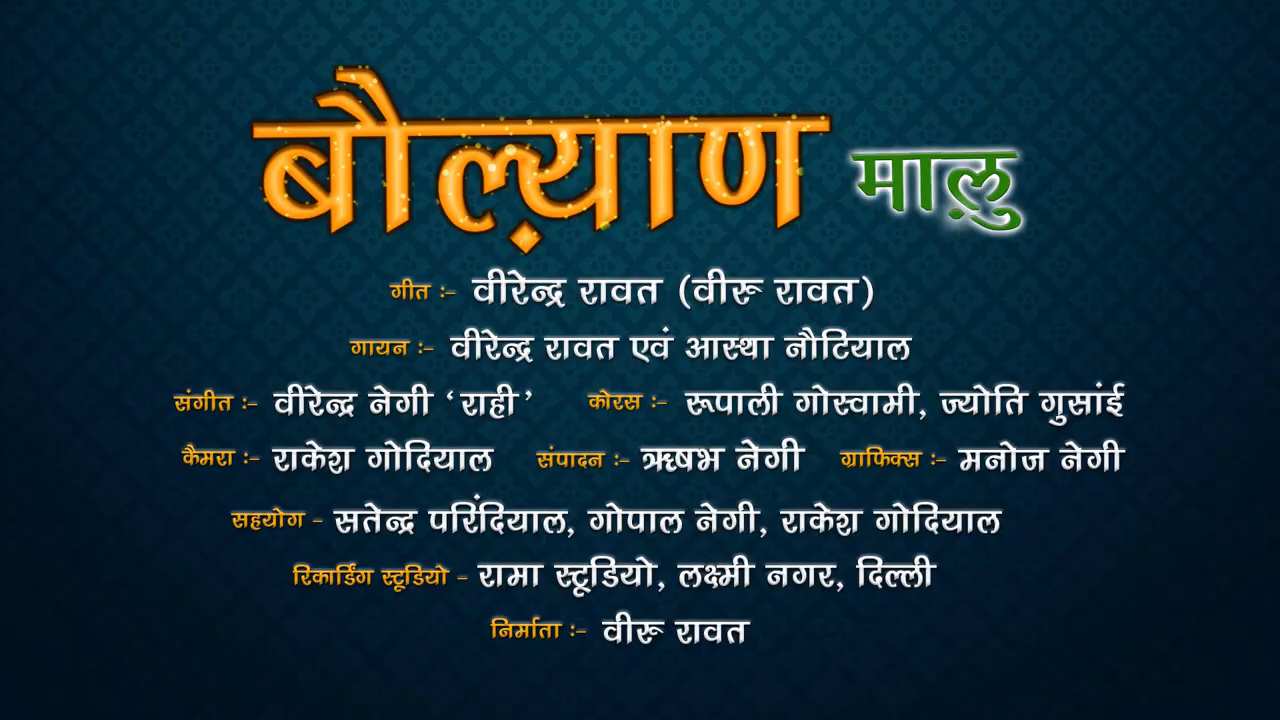 बौल़्याण माल़ु
गीत :- वीरेन्द्र रावत (वीरू रावत)
गायन :- वीरेन्द्र रावत एवं आस्था नौटियाल
संगीत :- वीरेन्द्र नेगी ‘राही’ कोरस :- रूपाली गोस्वामी, ज्योति गुसांई
कैमरा :- राकेश गोदियाल संपादन :- ऋषभ नेगी ग्राफिक्स :- मनोज नेगी
सहयोग - सतेन्द्र परिंदियाल, गोपाल नेगी, राकेश गोदियाल
रिकार्डिंग स्टूडियो - रामा स्टूडियो, लक्ष्मी नगर, दिल्ली
निर्माता :- वीरू रावत